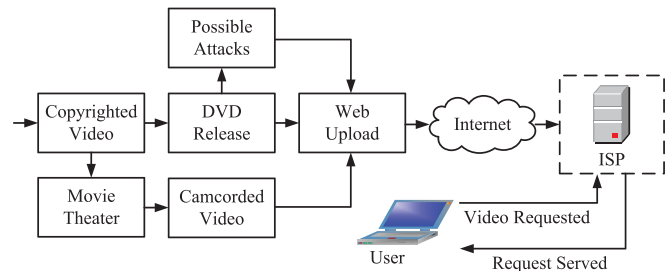 Possible
Attacks
Copyrighted
Video
DVD
Release
Web
Upload
Internet
ISP
Movie
Theater
Camcorded
Video
Video Requested
User
Request Served